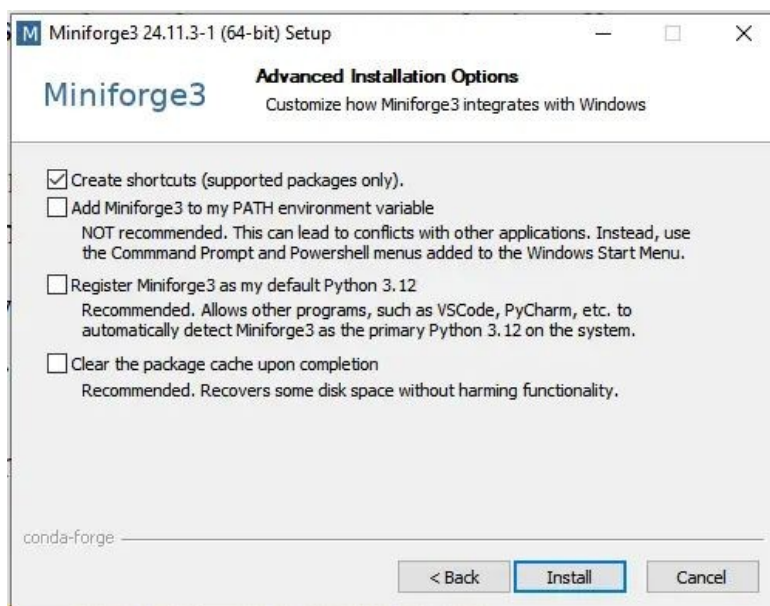 M Miniforge3 24.11.3-1 (64-bit) Setup
Miniforge3
Advanced Installation Options
Customize how Miniforge3 integrates with Windows
Create shortcuts (supported packages only).
Add Miniforge3 to my PATH environment variable
NOT recommended. This can lead to conflicts with other applications. Instead, use
the Commmand Prompt and Powershell menus added to the Windows Start Menu.
Register Miniforge3 as my default Python 3.12
Recommended. Allows other programs, such as VSCode, PyCharm, etc. to
automatically detect Miniforge3 as the primary Python 3.12 on the system.
Clear the package cache upon completion
Recommended. Recovers some disk space without harming functionality.
conda-forge
< Back
Install
Cancel